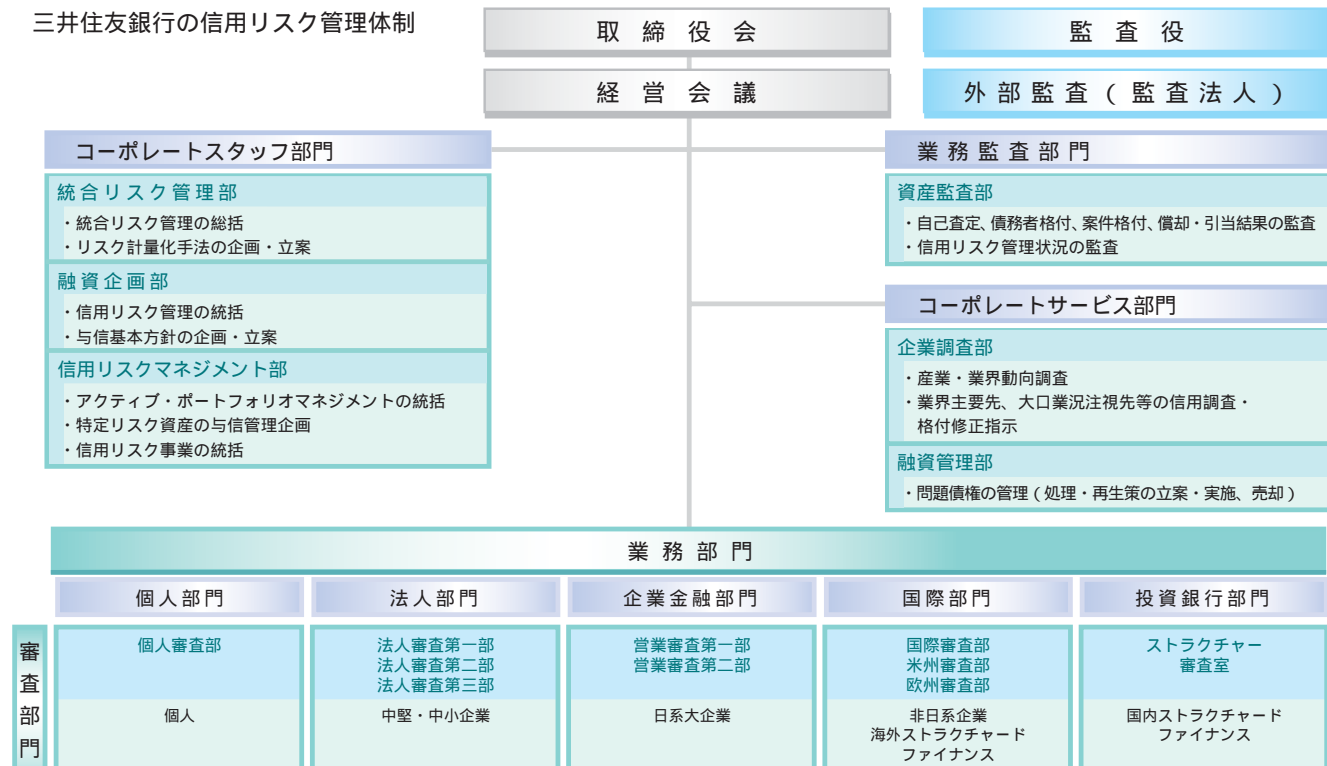 三井住友銀行の信用リスク管理体制
取締役会
監査役
経営会議
外部監査(監査法人)
コーポレートスタッフ部門
統合リスク管理部
・統合リスク管理の総括
・リスク計量化手法の企画・立案
融資企画部
・信用リスク管理の統括
・与信基本方針の企画・立案
信用リスクマネジメント部
・アクティブ・ポートフォリオマネジメントの統括
・特定リスク資産の与信管理企画
・信用リスク事業の統括
業務監査部門
資産監査部
・自己査定、債務者格付、案件格付、償却・引当結果の監査
・信用リスク管理状況の監査
コーポレートサービス部門
企業調査部
・産業・業界動向調査
・業界主要先、大口業況注視先等の信用調査・
格付修正指示
融資管理部
・問題債権の管理(処理・再生策の立案・実施、売却)
業務部門
個人部門
法人部門
企業金融部門
国際部門
投資銀行部門
審査部門
個人審査部
個人
法人審査第一部
法人審査第二部
法人審査第三部
中堅・中小企業
営業審査第一部
営業審査第二部
日系大企業
国際審査部
米州審査部
欧州審査部
非日系企業
海外ストラクチャード
ファイナンス
ストラクチャー
審査室
国内ストラクチャード
ファイナンス